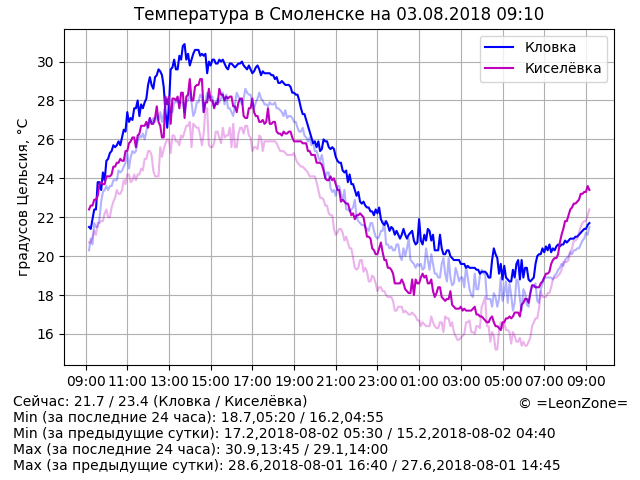 Температура в Смоленске на 03.08.2018 09:10
градусов Цельсия, °C
30
28
26
24
22
20
18
16
Кловка
Киселёвка
09:00 11:00 13:00 15:00 17:00 19:00 21:00 23:00 01:00 03:00 05:00 07:00 09:00
Сейчас: 21.7 / 23.4 (Кловка / Киселёвка)
© =LeonZone=
Min (за последние 24 часа): 18.7,05:20 / 16.2,04:55
Min (за предыдущие сутки): 17.2,2018-08-02 05:30 / 15.2,2018-08-02 04:40
Max (за последние 24 часа): 30.9,13:45 / 29.1,14:00
Max (за предыдущие сутки): 28.6,2018-08-01 16:40 / 27.6,2018-08-01 14:45